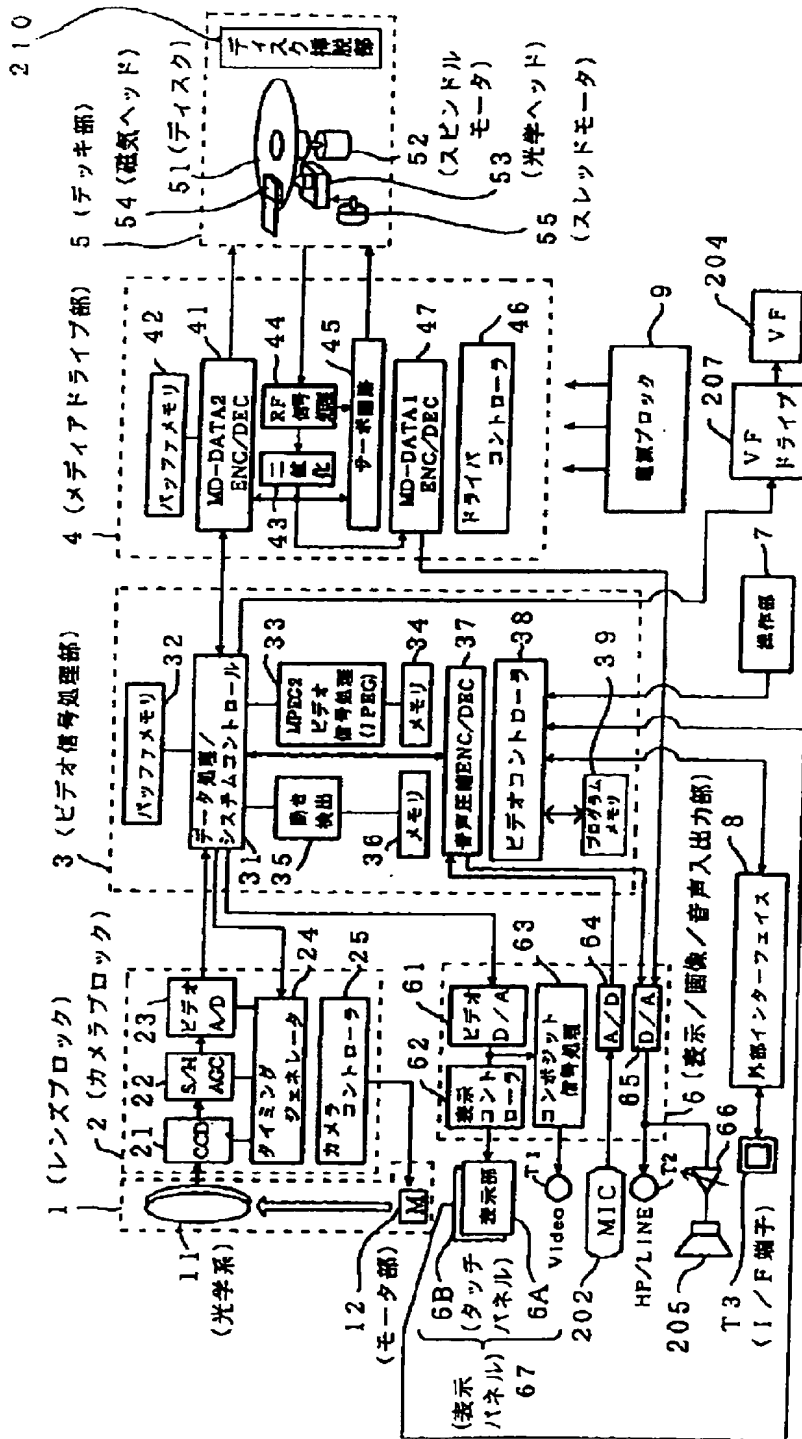 1 (レンズブロック)
2 (カメラブロック)
3 (ビデオ信号処理部)
4 (メディアドライブ部)
5 (デッキ部)
54 (磁気ヘッド)
51 (ディスク)
210
ディスク挿脱部
52
(スピンドル
モータ)
53
(光学ヘッド)
55
(スレッドモータ)
11
(光学系)
21
CCD
22
S/H
AGC
23
ビデオ
A/D
24
タイミング
ジェネレータ
25
カメラ
コントローラ
12
(モータ部)
M
32
バッファメモリ
データ処理/
システムコントロール
31
33
MPEG2
ビデオ
信号処理
(JPEG)
34
メモリ
動き
検出
35
メモリ
36
37
音声圧縮ENC/DEC
38
ビデオコントローラ
39
プログラム
メモリ
42
バッファメモリ
41
MD-DATA2
ENC/DEC
44
RF
信号
処理
二値化
43
45
サーボ回路
47
MD-DATA1
ENC/DEC
46
ドライバ
コントローラ
61
ビデオ
D/A
62
表示
コントローラ
63
コンポジット
信号処理
64
A/D
D/A
65
6 (表示/画像/音声入出力部)
表示部
6B
(タッチ
パネル)
6A
(表示
パネル)
67
T1
Video
MIC
202
T2
HP/LINE
66
205
T3
(I/F端子)
8
外部インターフェイス
7
操作部
9
電源ブロック
207
VF
ドライブ
204
VF